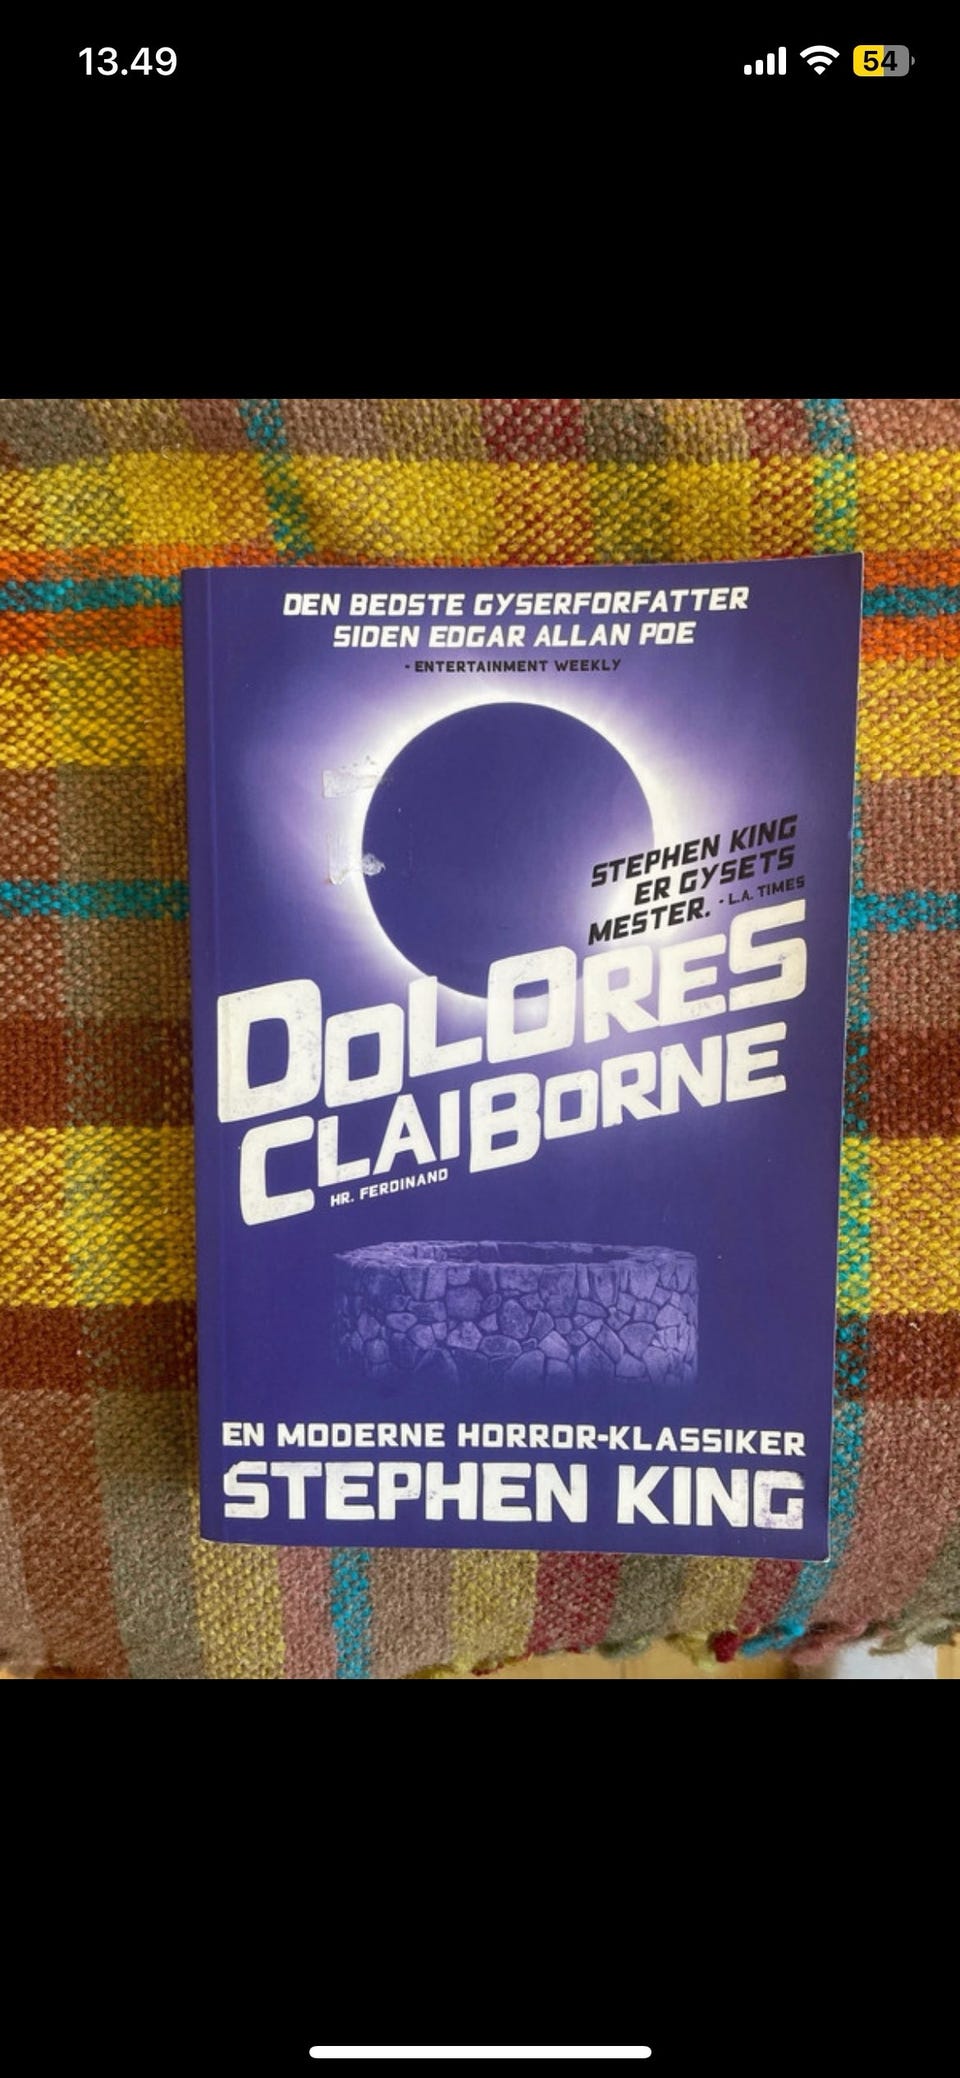 13.49
54
DEN BEDSTE GYSERFORFATTER
SIDEN EDGAR ALLAN POE
- ENTERTAINMENT WEEKLY
STEPHEN KING
ER GYSETS
MESTER. - L.A. TIMES
DOLORES
CLAIBORNE
HR. FERDINAND
EN MODERNE HORROR-KLASSIKER
STEPHEN KING